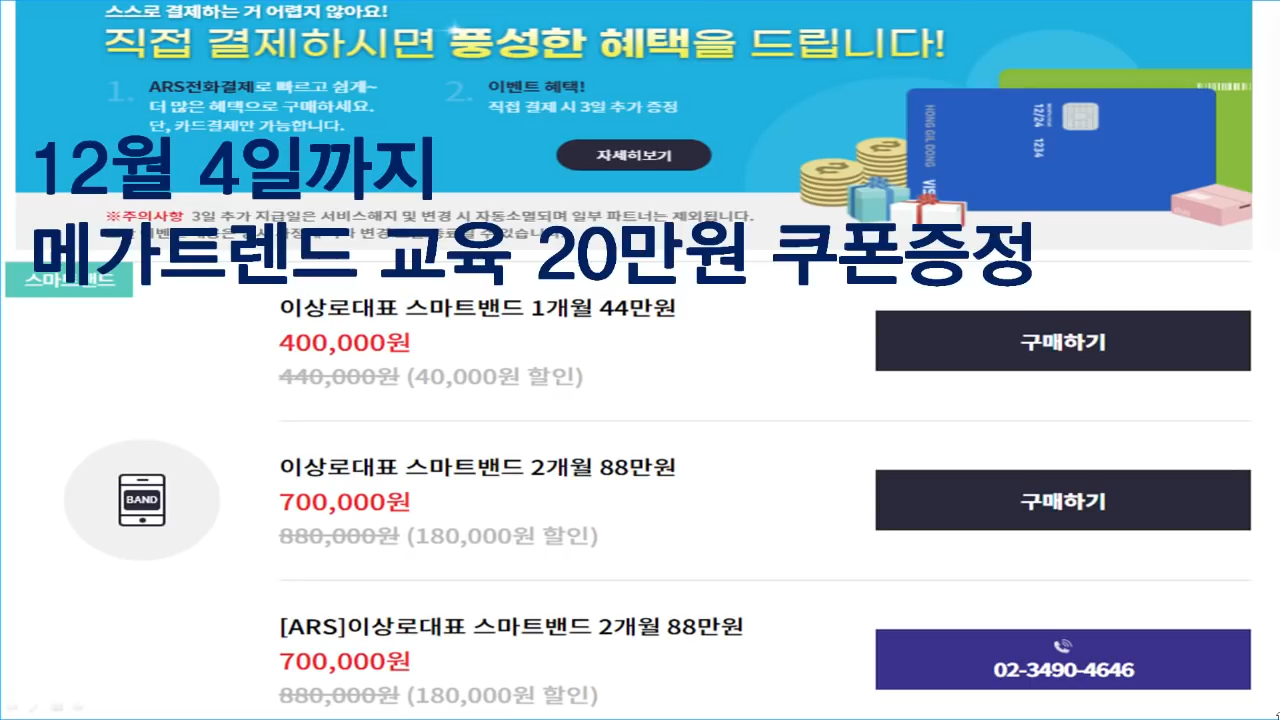 스스로 결제하는 거 어렵지 않아요!
직접 결제하시면 풍성한 혜택을 드립니다!
1. ARS전화결제로 빠르고 쉽게~
더 많은 혜택으로 구매하세요.
단, 카드결제만 가능합니다.
2. 이벤트 혜택!
직접 결제 시 3일 추가 증정
자세히보기
HONG GIL DONG
12/24 1234
VIS
12월 4일까지
※주의사항 3일 추가 지급일은 서비스해지 및 변경 시 자동소멸되며 일부 파트너는 제외됩니다.
메가트렌드 교육 20만원 쿠폰증정
이상로대표 스마트밴드 1개월 44만원
400,000원
440,000원 (40,000원 할인)
구매하기
BAND
이상로대표 스마트밴드 2개월 88만원
700,000원
880,000원 (180,000원 할인)
구매하기
[ARS]이상로대표 스마트밴드 2개월 88만원
700,000원
880,000원 (180,000원 할인)
02-3490-4646